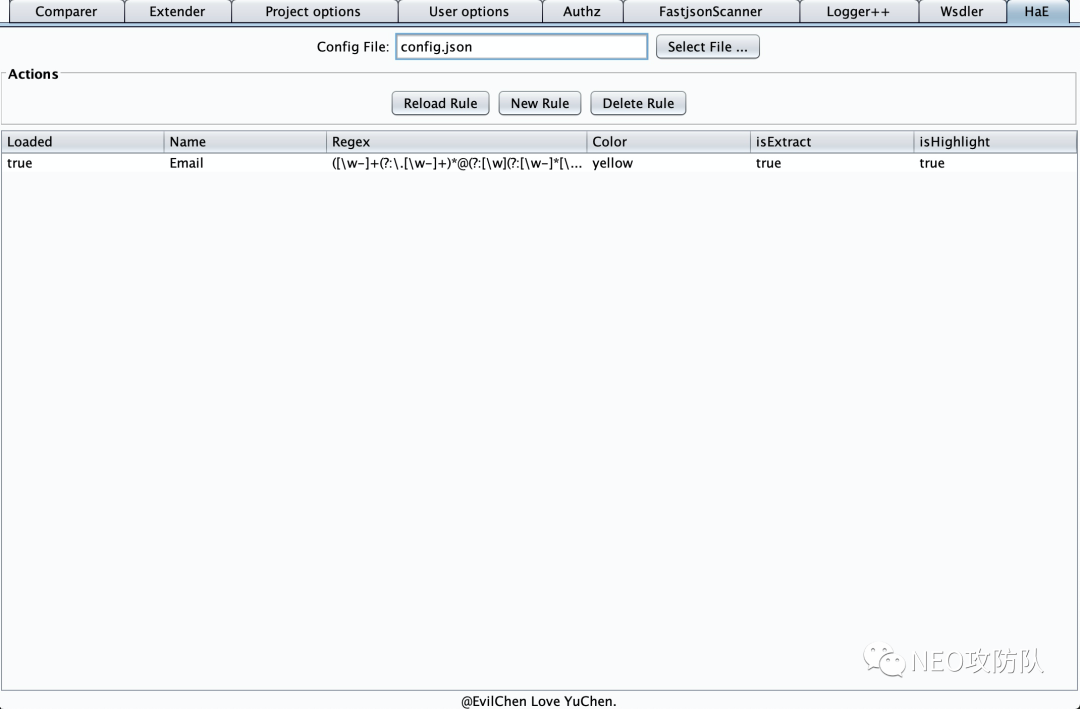 Comparer Extender Project options User options Authz FastjsonScanner Logger++ Wsdler HaE
Config File: config.json Select File ...
Actions
Reload Rule New Rule Delete Rule
Loaded Name Regex Color isExtract isHighlight
true Email ([\w-]+(?:\.[\w-]+)*@(?:[\w](?:[\w-]*[\... yellow true true
NEO攻防队
@EvilChen Love YuChen.